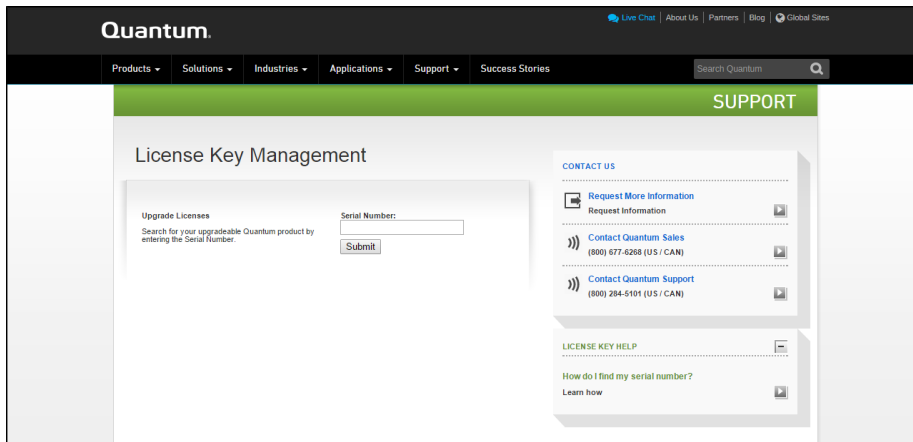 Quantum.
Live Chat | About Us | Partners | Blog | Global Sites
Products Solutions Industries Applications Support Success Stories
Search Quantum
SUPPORT
License Key Management
Upgrade Licenses
Search for your upgradeable Quantum product by
entering the Serial Number.
Serial Number:
Submit
CONTACT US
Request More Information
Request Information
Contact Quantum Sales
(800) 677-6268 (US / CAN)
Contact Quantum Support
(800) 284-5101 (US / CAN)
LICENSE KEY HELP
How do I find my serial number?
Learn how